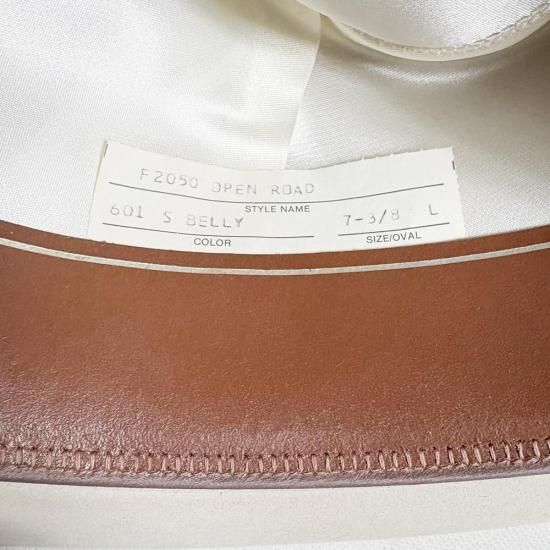 F2050 OPEN ROAD
STYLE NAME
601 S BELLY 7-3/8 L
COLOR SIZE/OVAL